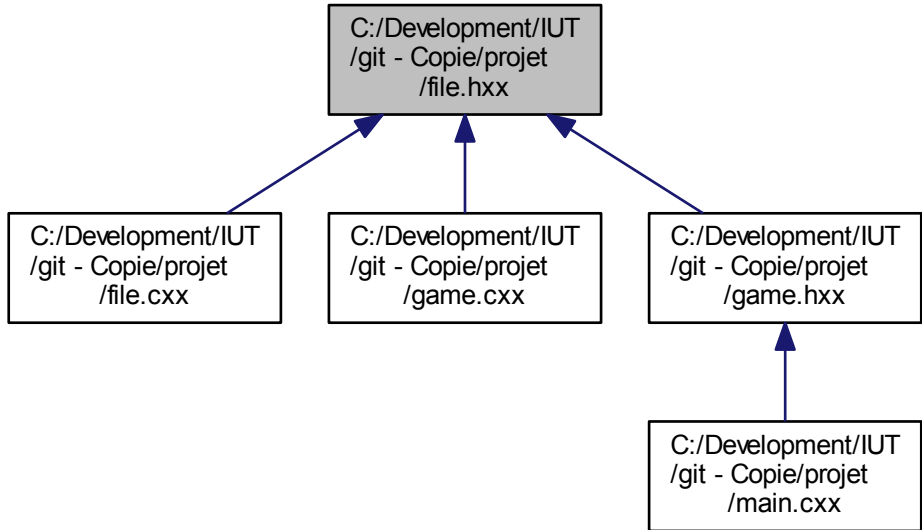 C:/Development/IUT
/git - Copie/projet
/file.hxx
C:/Development/IUT
/git - Copie/projet
/file.cxx
C:/Development/IUT
/git - Copie/projet
/game.cxx
C:/Development/IUT
/git - Copie/projet
/game.hxx
C:/Development/IUT
/git - Copie/projet
/main.cxx